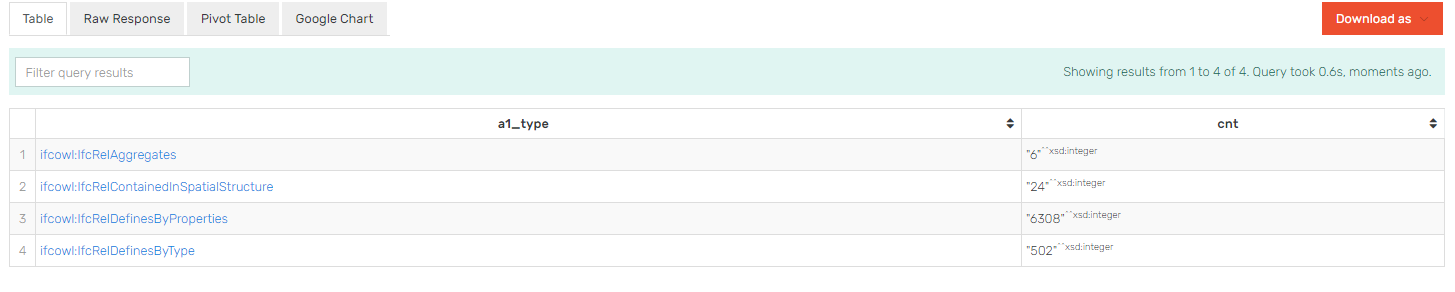 Table Raw Response Pivot Table Google Chart Download as
Filter query results Showing results from 1 to 4 of 4. Query took 0.6s, moments ago.
a1_type cnt
1 ifcowl:IfcRelAggregates "6"^^xsd:integer
2 ifcowl:IfcRelContainedInSpatialStructure "24"^^xsd:integer
3 ifcowl:IfcRelDefinesByProperties "6308"^^xsd:integer
4 ifcowl:IfcRelDefinesByType "502"^^xsd:integer